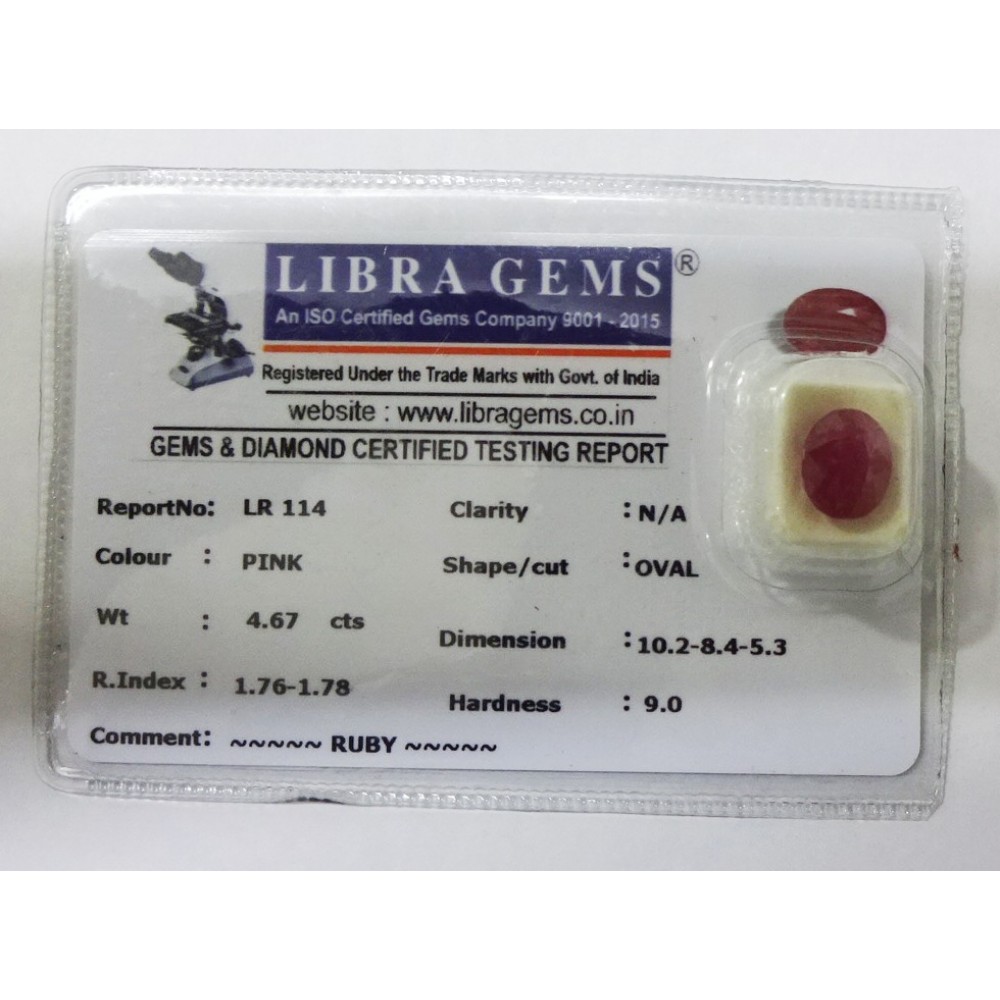 LIBRA GEMS ®
An ISO Certified Gems Company 9001 - 2015
Registered Under the Trade Marks with Govt. of India
website : www.libragems.co.in
GEMS & DIAMOND CERTIFIED TESTING REPORT
ReportNo: LR 114 Clarity : N/A
Colour : PINK Shape/cut : OVAL
Wt : 4.67 cts Dimension : 10.2-8.4-5.3
R.Index : 1.76-1.78 Hardness : 9.0
Comment: ~~~~~ RUBY ~~~~~